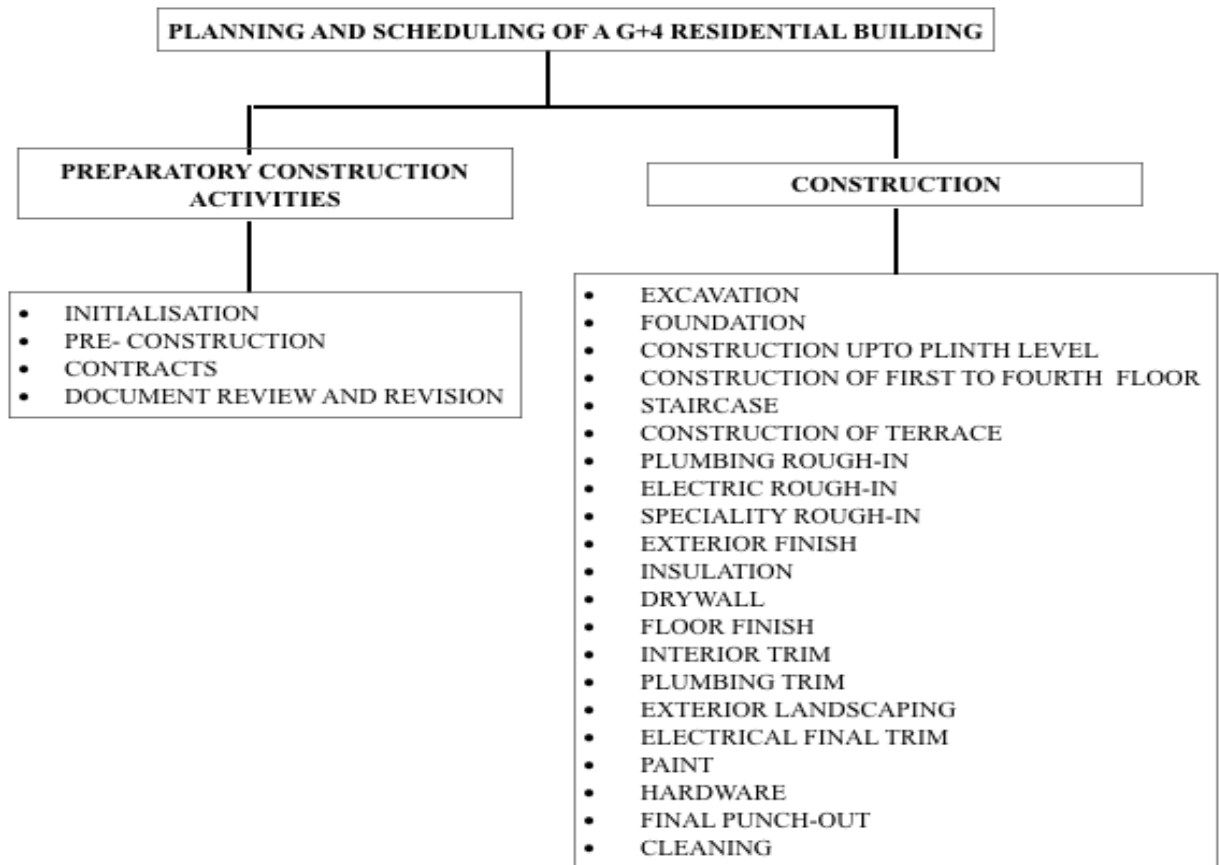 PLANNING AND SCHEDULING OF A G+4 RESIDENTIAL BUILDING
PREPARATORY CONSTRUCTION
ACTIVITIES
• INITIALISATION
• PRE- CONSTRUCTION
• CONTRACTS
• DOCUMENT REVIEW AND REVISION
CONSTRUCTION
• EXCAVATION
• FOUNDATION
• CONSTRUCTION UPTO PLINTH LEVEL
• CONSTRUCTION OF FIRST TO FOURTH FLOOR
• STAIRCASE
• CONSTRUCTION OF TERRACE
• PLUMBING ROUGH-IN
• ELECTRIC ROUGH-IN
• SPECIALITY ROUGH-IN
• EXTERIOR FINISH
• INSULATION
• DRYWALL
• FLOOR FINISH
• INTERIOR TRIM
• PLUMBING TRIM
• EXTERIOR LANDSCAPING
• ELECTRICAL FINAL TRIM
• PAINT
• HARDWARE
• FINAL PUNCH-OUT
• CLEANING